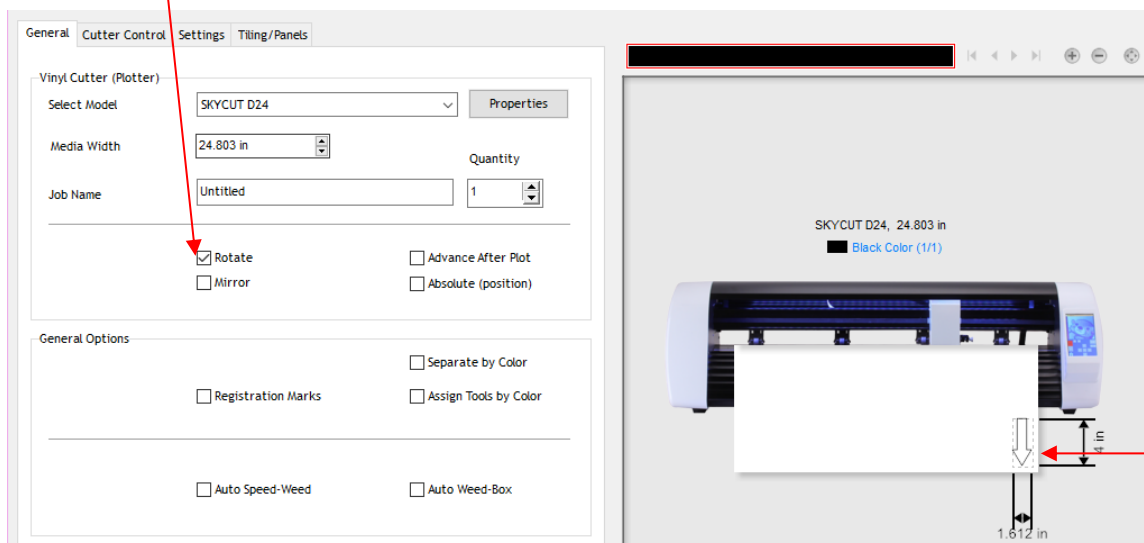 General Cutter Control Settings Tiling/Panels
Vinyl Cutter (Plotter)
Select Model SKYCUT D24 Properties
Media Width 24.803 in
Quantity
Job Name Untitled 1
Rotate Advance After Plot
Mirror Absolute (position)
General Options
Separate by Color
Registration Marks Assign Tools by Color
Auto Speed-Weed Auto Weed-Box
SKYCUT D24, 24.803 in
Black Color (1/1)
4 in
1.612 in